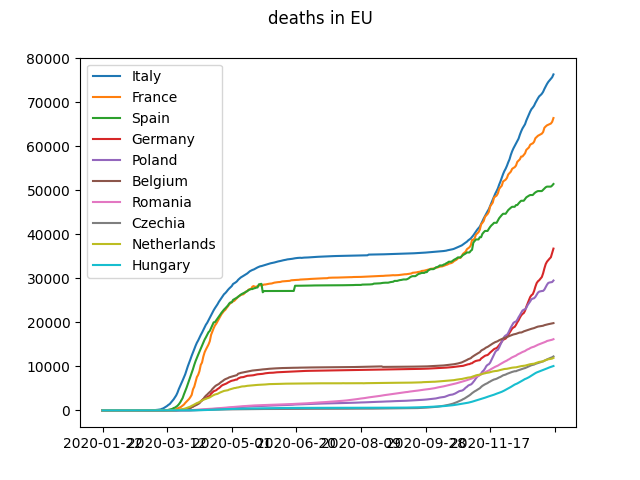 deaths in EU
80000
70000
60000
50000
40000
30000
20000
10000
0
Italy
France
Spain
Germany
Poland
Belgium
Romania
Czechia
Netherlands
Hungary
2020-01-22 2020-03-12 2020-05-01 2020-06-20 2020-08-09 2020-09-28 2020-11-17